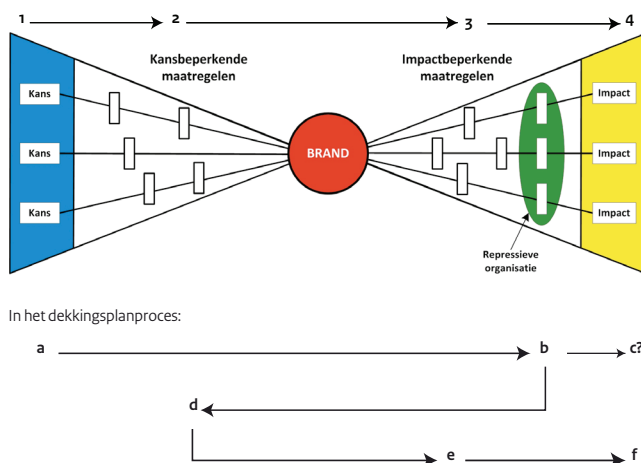 1 2 3 4
Kansbeperkende
maatregelen
Impactbeperkende
maatregelen
Kans
Kans
Kans
BRAND
Impact
Impact
Impact
Repressieve
organisatie
In het dekkingsplanproces:
a b c?
d
e f